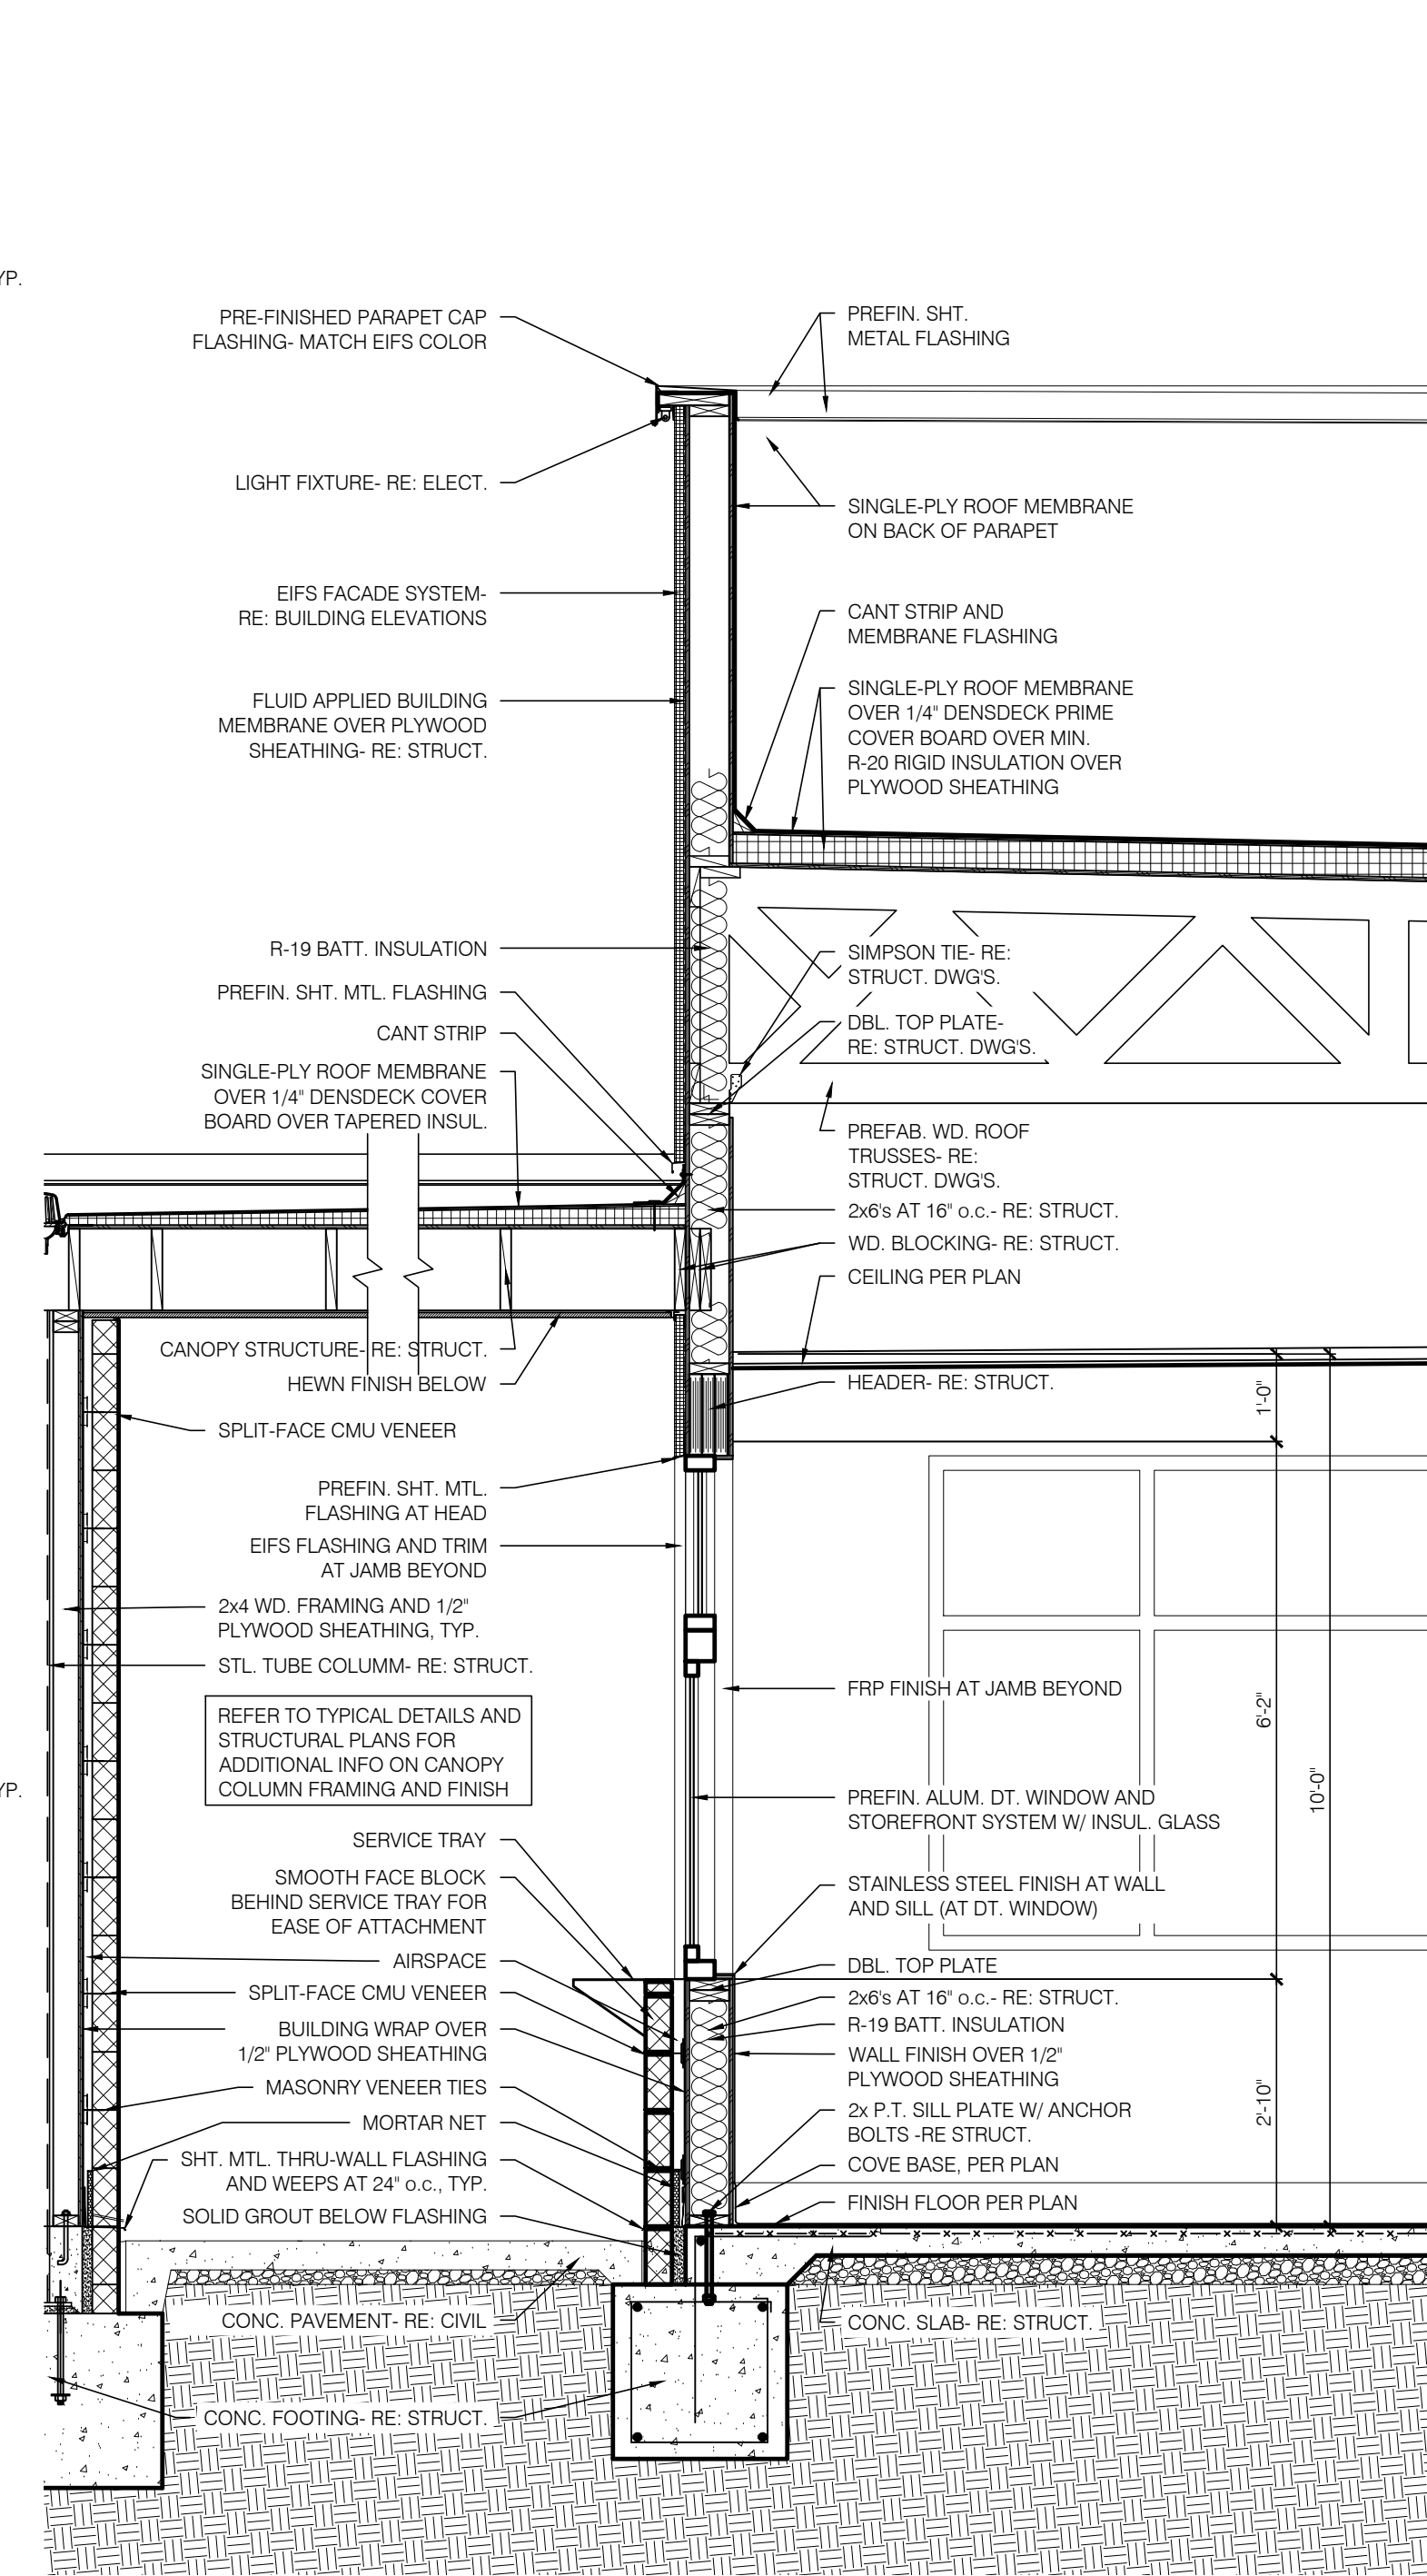 YP.
PRE-FINISHED PARAPET CAP
FLASHING- MATCH EIFS COLOR
LIGHT FIXTURE- RE: ELECT.
EIFS FACADE SYSTEM-
RE: BUILDING ELEVATIONS
FLUID APPLIED BUILDING
MEMBRANE OVER PLYWOOD
SHEATHING- RE: STRUCT.
R-19 BATT. INSULATION
PREFIN. SHT. MTL. FLASHING
CANT STRIP
SINGLE-PLY ROOF MEMBRANE
OVER 1/4" DENSDECK COVER
BOARD OVER TAPERED INSUL.
CANOPY STRUCTURE- RE: STRUCT.
HEWN FINISH BELOW
SPLIT-FACE CMU VENEER
PREFIN. SHT. MTL.
FLASHING AT HEAD
EIFS FLASHING AND TRIM
AT JAMB BEYOND
2x4 WD. FRAMING AND 1/2"
PLYWOOD SHEATHING, TYP.
STL. TUBE COLUMM- RE: STRUCT.
REFER TO TYPICAL DETAILS AND
STRUCTURAL PLANS FOR
ADDITIONAL INFO ON CANOPY
COLUMN FRAMING AND FINISH
YP.
SERVICE TRAY
SMOOTH FACE BLOCK
BEHIND SERVICE TRAY FOR
EASE OF ATTACHMENT
AIRSPACE
SPLIT-FACE CMU VENEER
BUILDING WRAP OVER
1/2" PLYWOOD SHEATHING
MASONRY VENEER TIES
MORTAR NET
SHT. MTL. THRU-WALL FLASHING
AND WEEPS AT 24" o.c., TYP.
SOLID GROUT BELOW FLASHING
CONC. PAVEMENT- RE: CIVIL
CONC. FOOTING- RE: STRUCT.
PREFIN. SHT.
METAL FLASHING
SINGLE-PLY ROOF MEMBRANE
ON BACK OF PARAPET
CANT STRIP AND
MEMBRANE FLASHING
SINGLE-PLY ROOF MEMBRANE
OVER 1/4" DENSDECK PRIME
COVER BOARD OVER MIN.
R-20 RIGID INSULATION OVER
PLYWOOD SHEATHING
SIMPSON TIE- RE:
STRUCT. DWG'S.
DBL. TOP PLATE-
RE: STRUCT. DWG'S.
PREFAB. WD. ROOF
TRUSSES- RE:
STRUCT. DWG'S.
2x6's AT 16" o.c.- RE: STRUCT.
WD. BLOCKING- RE: STRUCT.
CEILING PER PLAN
HEADER- RE: STRUCT.
1'-0"
FRP FINISH AT JAMB BEYOND
6'-2"
10'-0"
PREFIN. ALUM. DT. WINDOW AND
STOREFRONT SYSTEM W/ INSUL. GLASS
STAINLESS STEEL FINISH AT WALL
AND SILL (AT DT. WINDOW)
DBL. TOP PLATE
2x6's AT 16" o.c.- RE: STRUCT.
R-19 BATT. INSULATION
WALL FINISH OVER 1/2"
PLYWOOD SHEATHING
2x P.T. SILL PLATE W/ ANCHOR
BOLTS -RE STRUCT.
2'-10"
COVE BASE, PER PLAN
FINISH FLOOR PER PLAN
CONC. SLAB- RE: STRUCT.